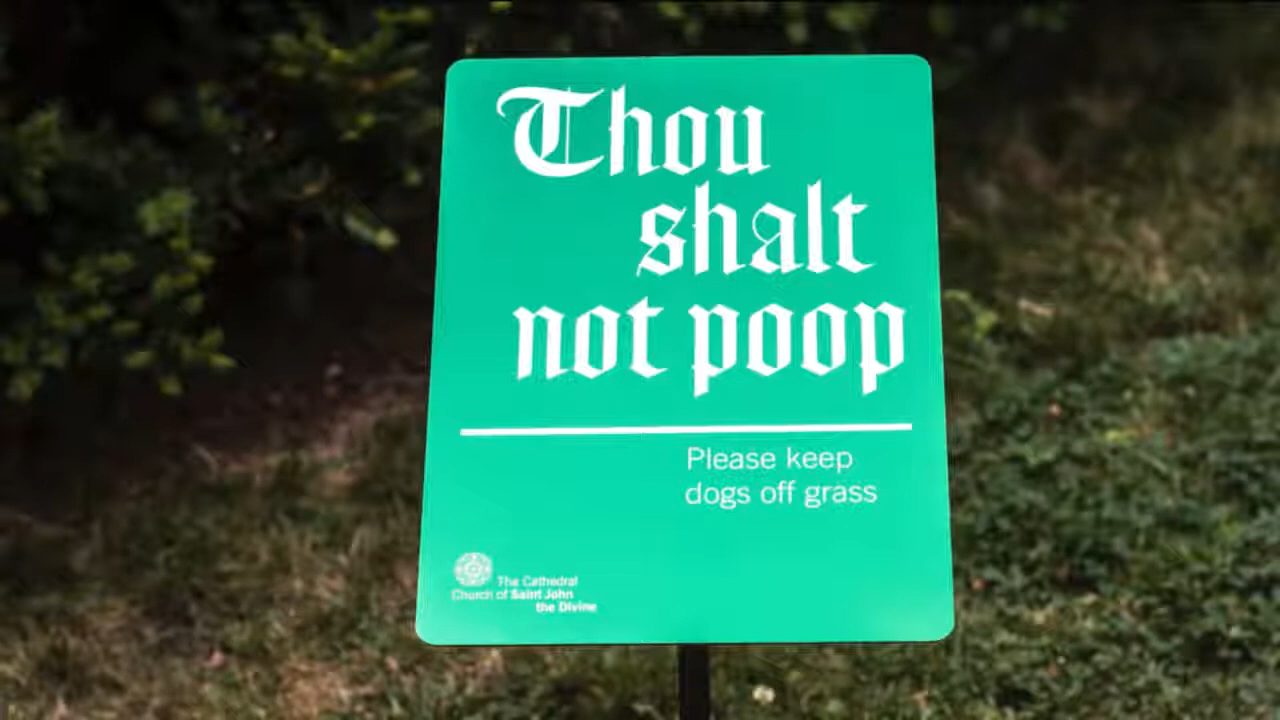 Thou
shalt
not poop
Please keep
dogs off grass
The Cathedral
Church of Saint John
the Divine